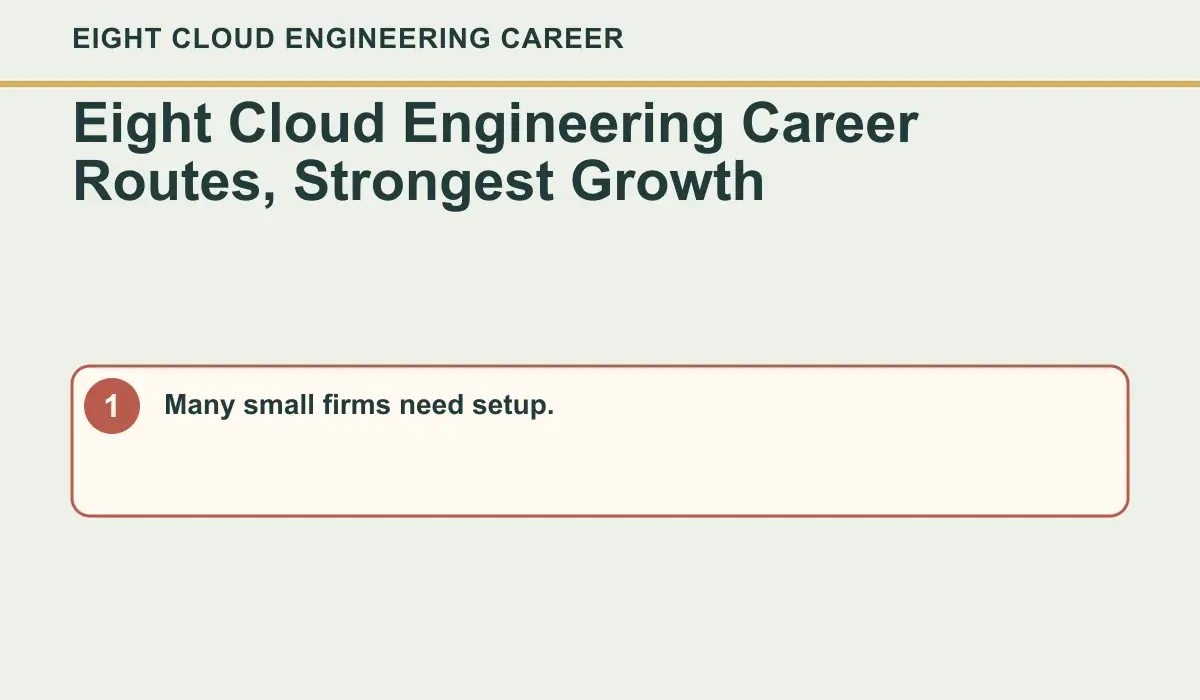 EIGHT CLOUD ENGINEERING CAREER
Eight Cloud Engineering Career
Routes, Strongest Growth
1 Many small firms need setup.